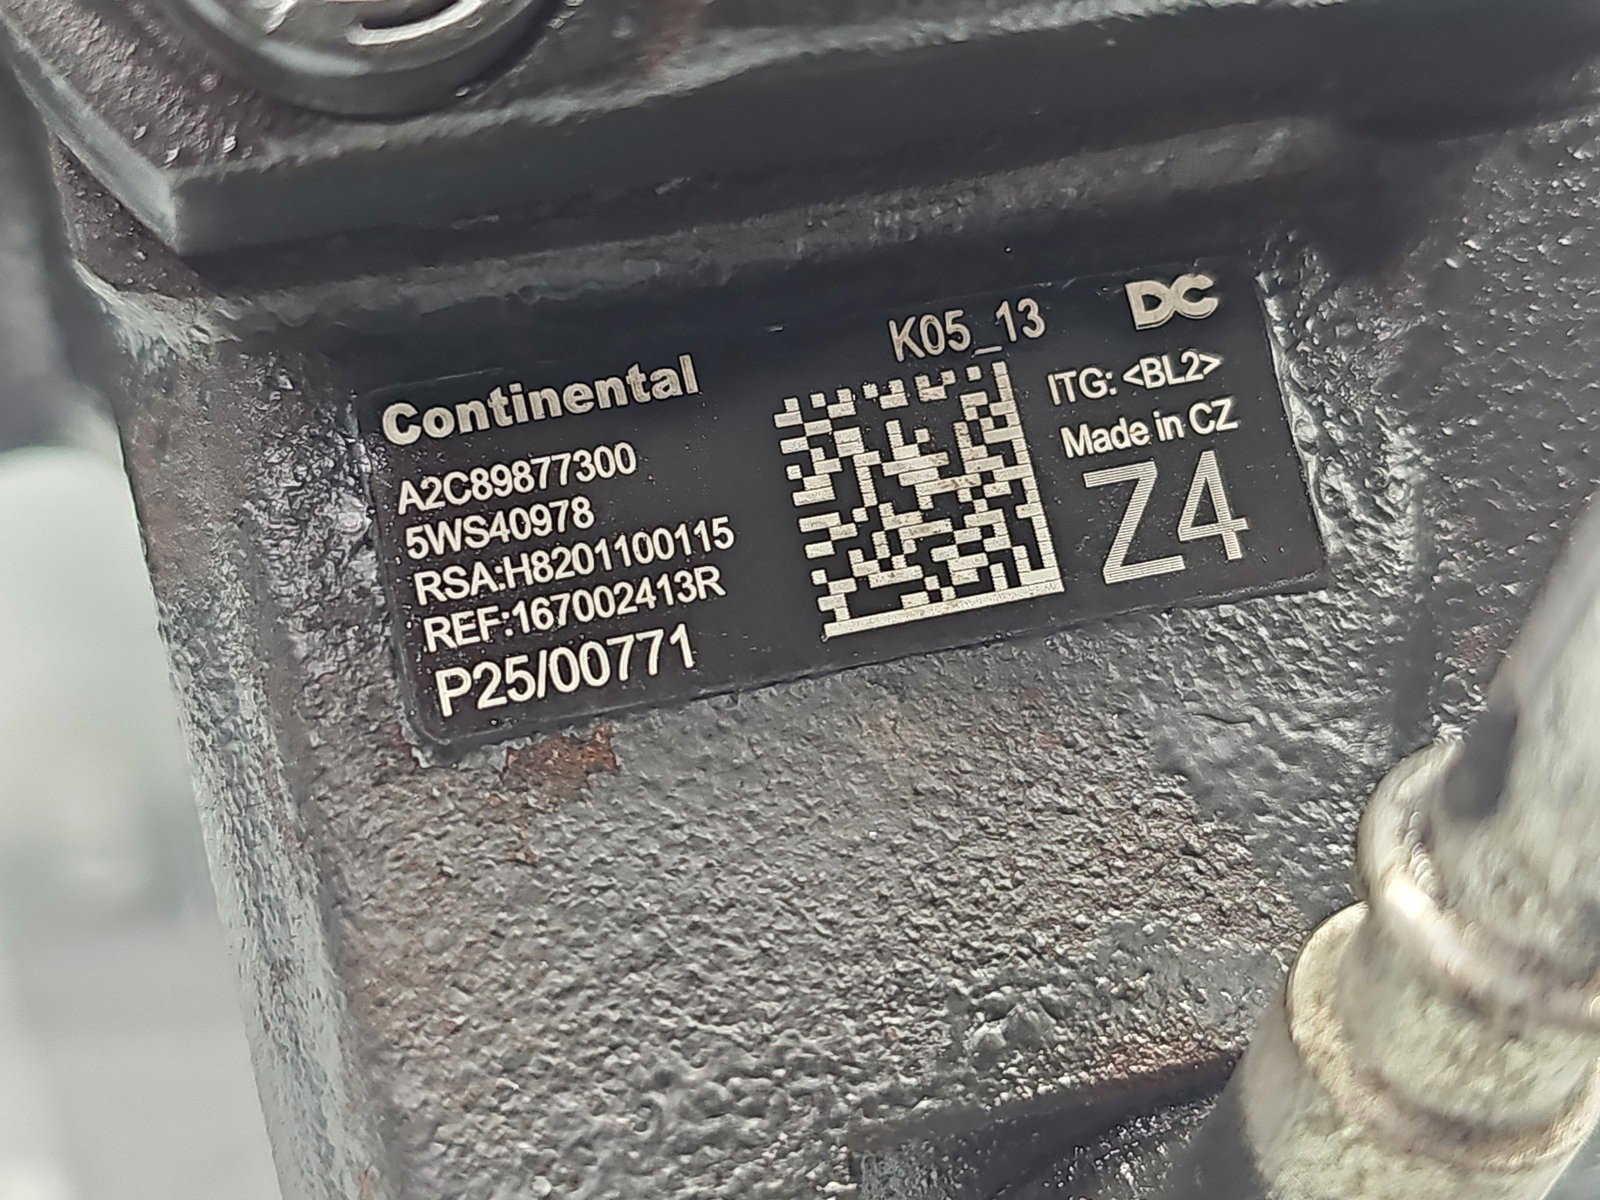 Continental
A2C89877300
5WS40978
RSA:H8201100115
REF:167002413R
P25/00771
K05_13
DC
ITG: <BL2>
Made in CZ
Z4